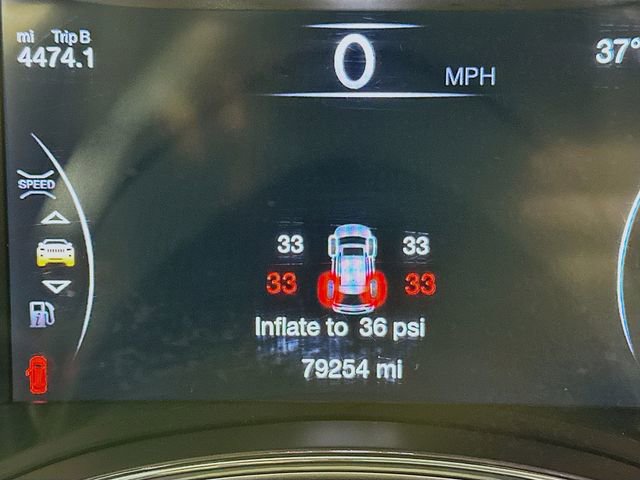 mi Trip B
4474.1
0 MPH
37°
SPEED
33 33
33 33
Inflate to 36 psi
79254 mi
i